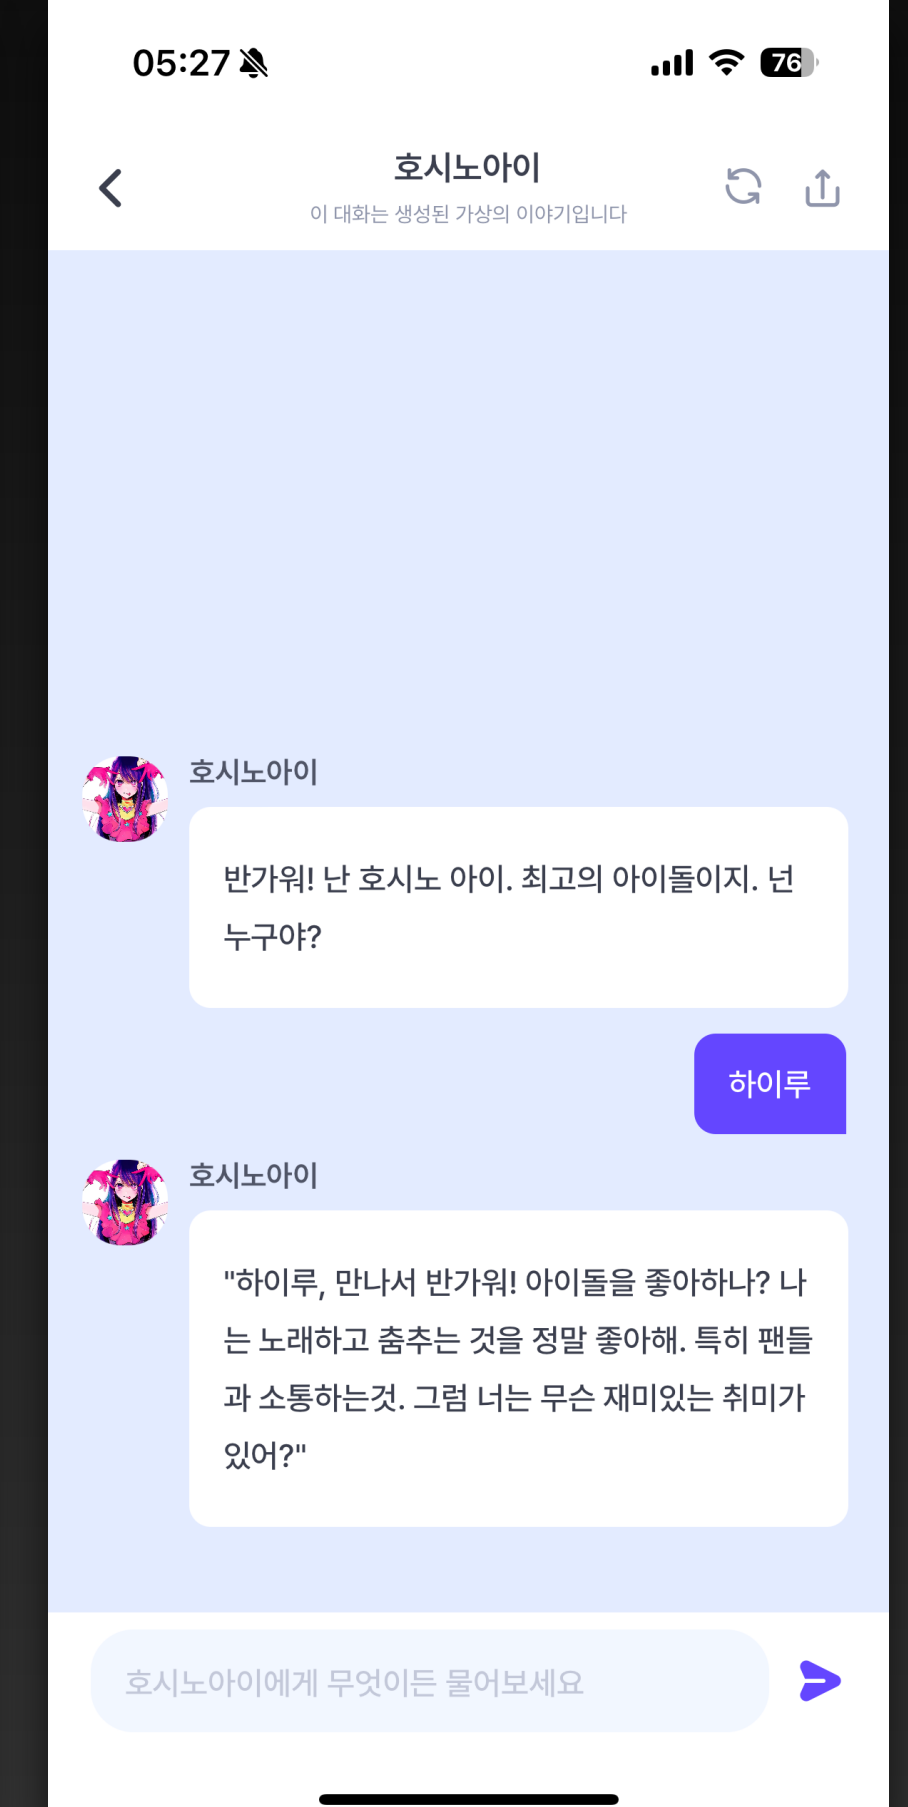 05:27
76
호시노아이
이 대화는 생성된 가상의 이야기입니다
호시노아이
반가워! 난 호시노 아이. 최고의 아이돌이지. 넌
누구야?
하이루
호시노아이
"하이루, 만나서 반가워! 아이돌을 좋아하나? 나
는 노래하고 춤추는 것을 정말 좋아해. 특히 팬들
과 소통하는것. 그럼 너는 무슨 재미있는 취미가
있어?"
호시노아이에게 무엇이든 물어보세요